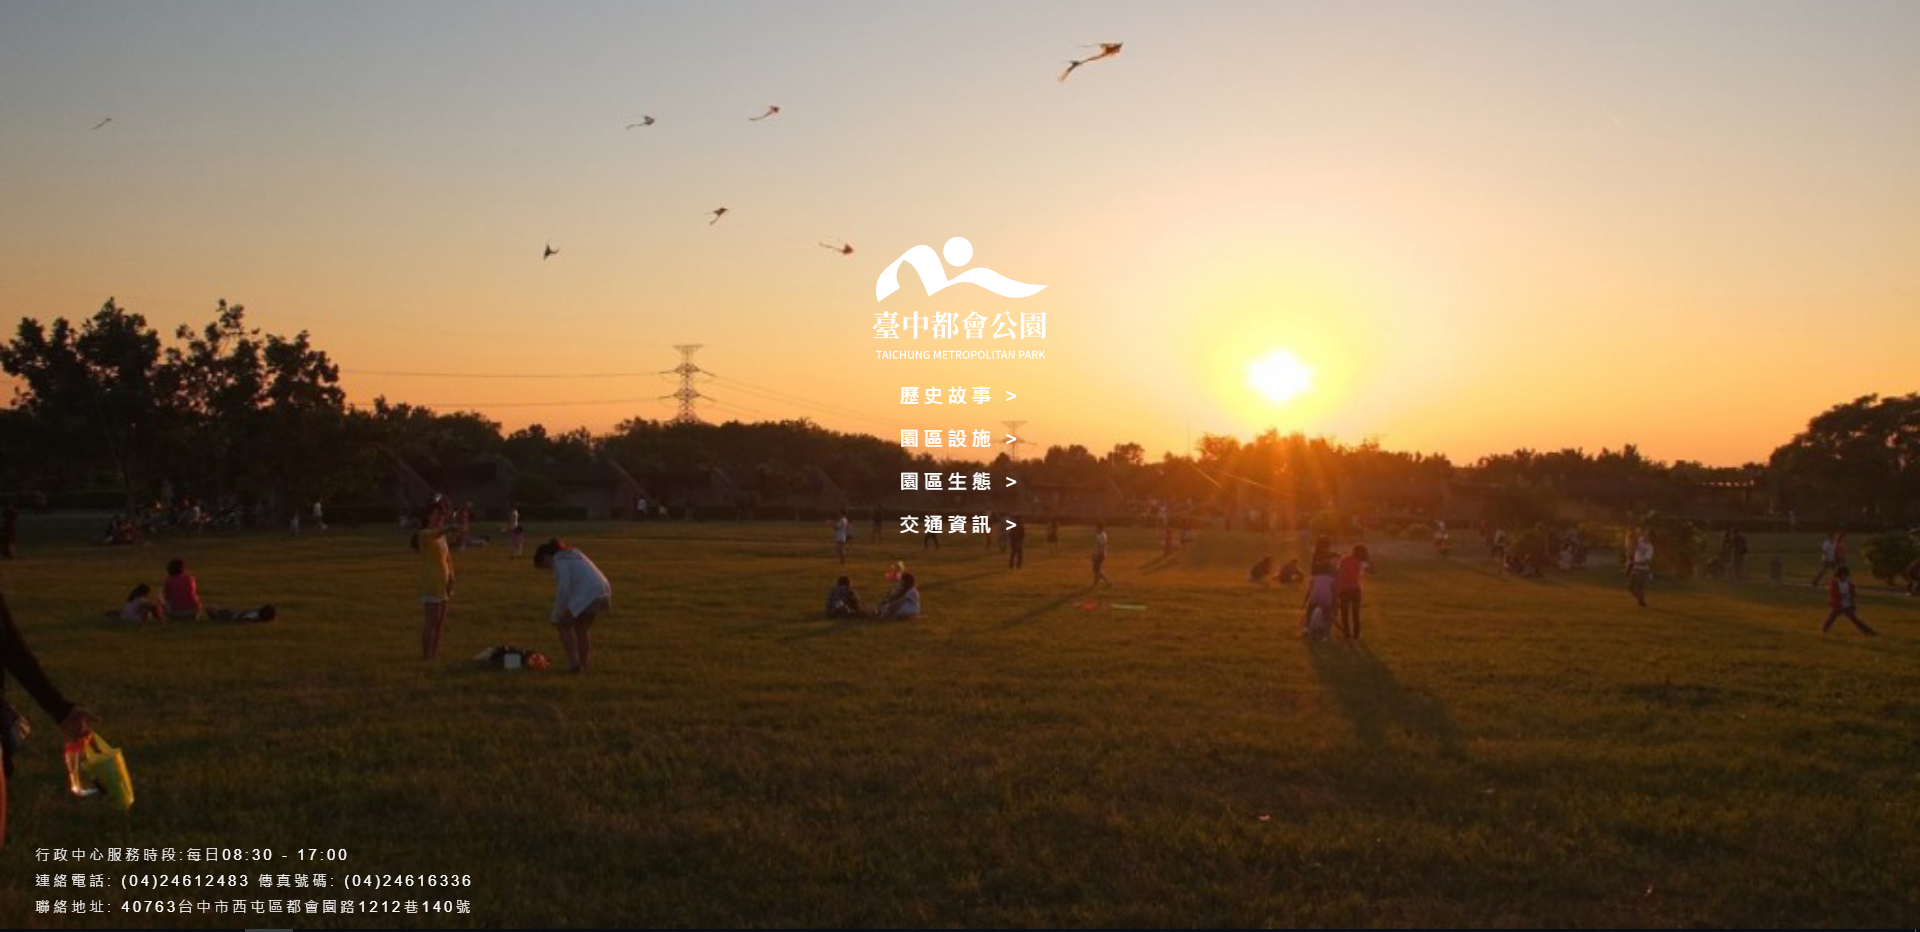 臺中都會公園
TAICHUNG METROPOLITAN PARK
歷史故事 >
園區設施 >
園區生態 >
交通資訊 >
行政中心服務時段:每日08:30 - 17:00
連絡電話: (04)24612483 傳真號碼: (04)24616336
聯絡地址: 40763台中市西屯區都會園路1212巷140號